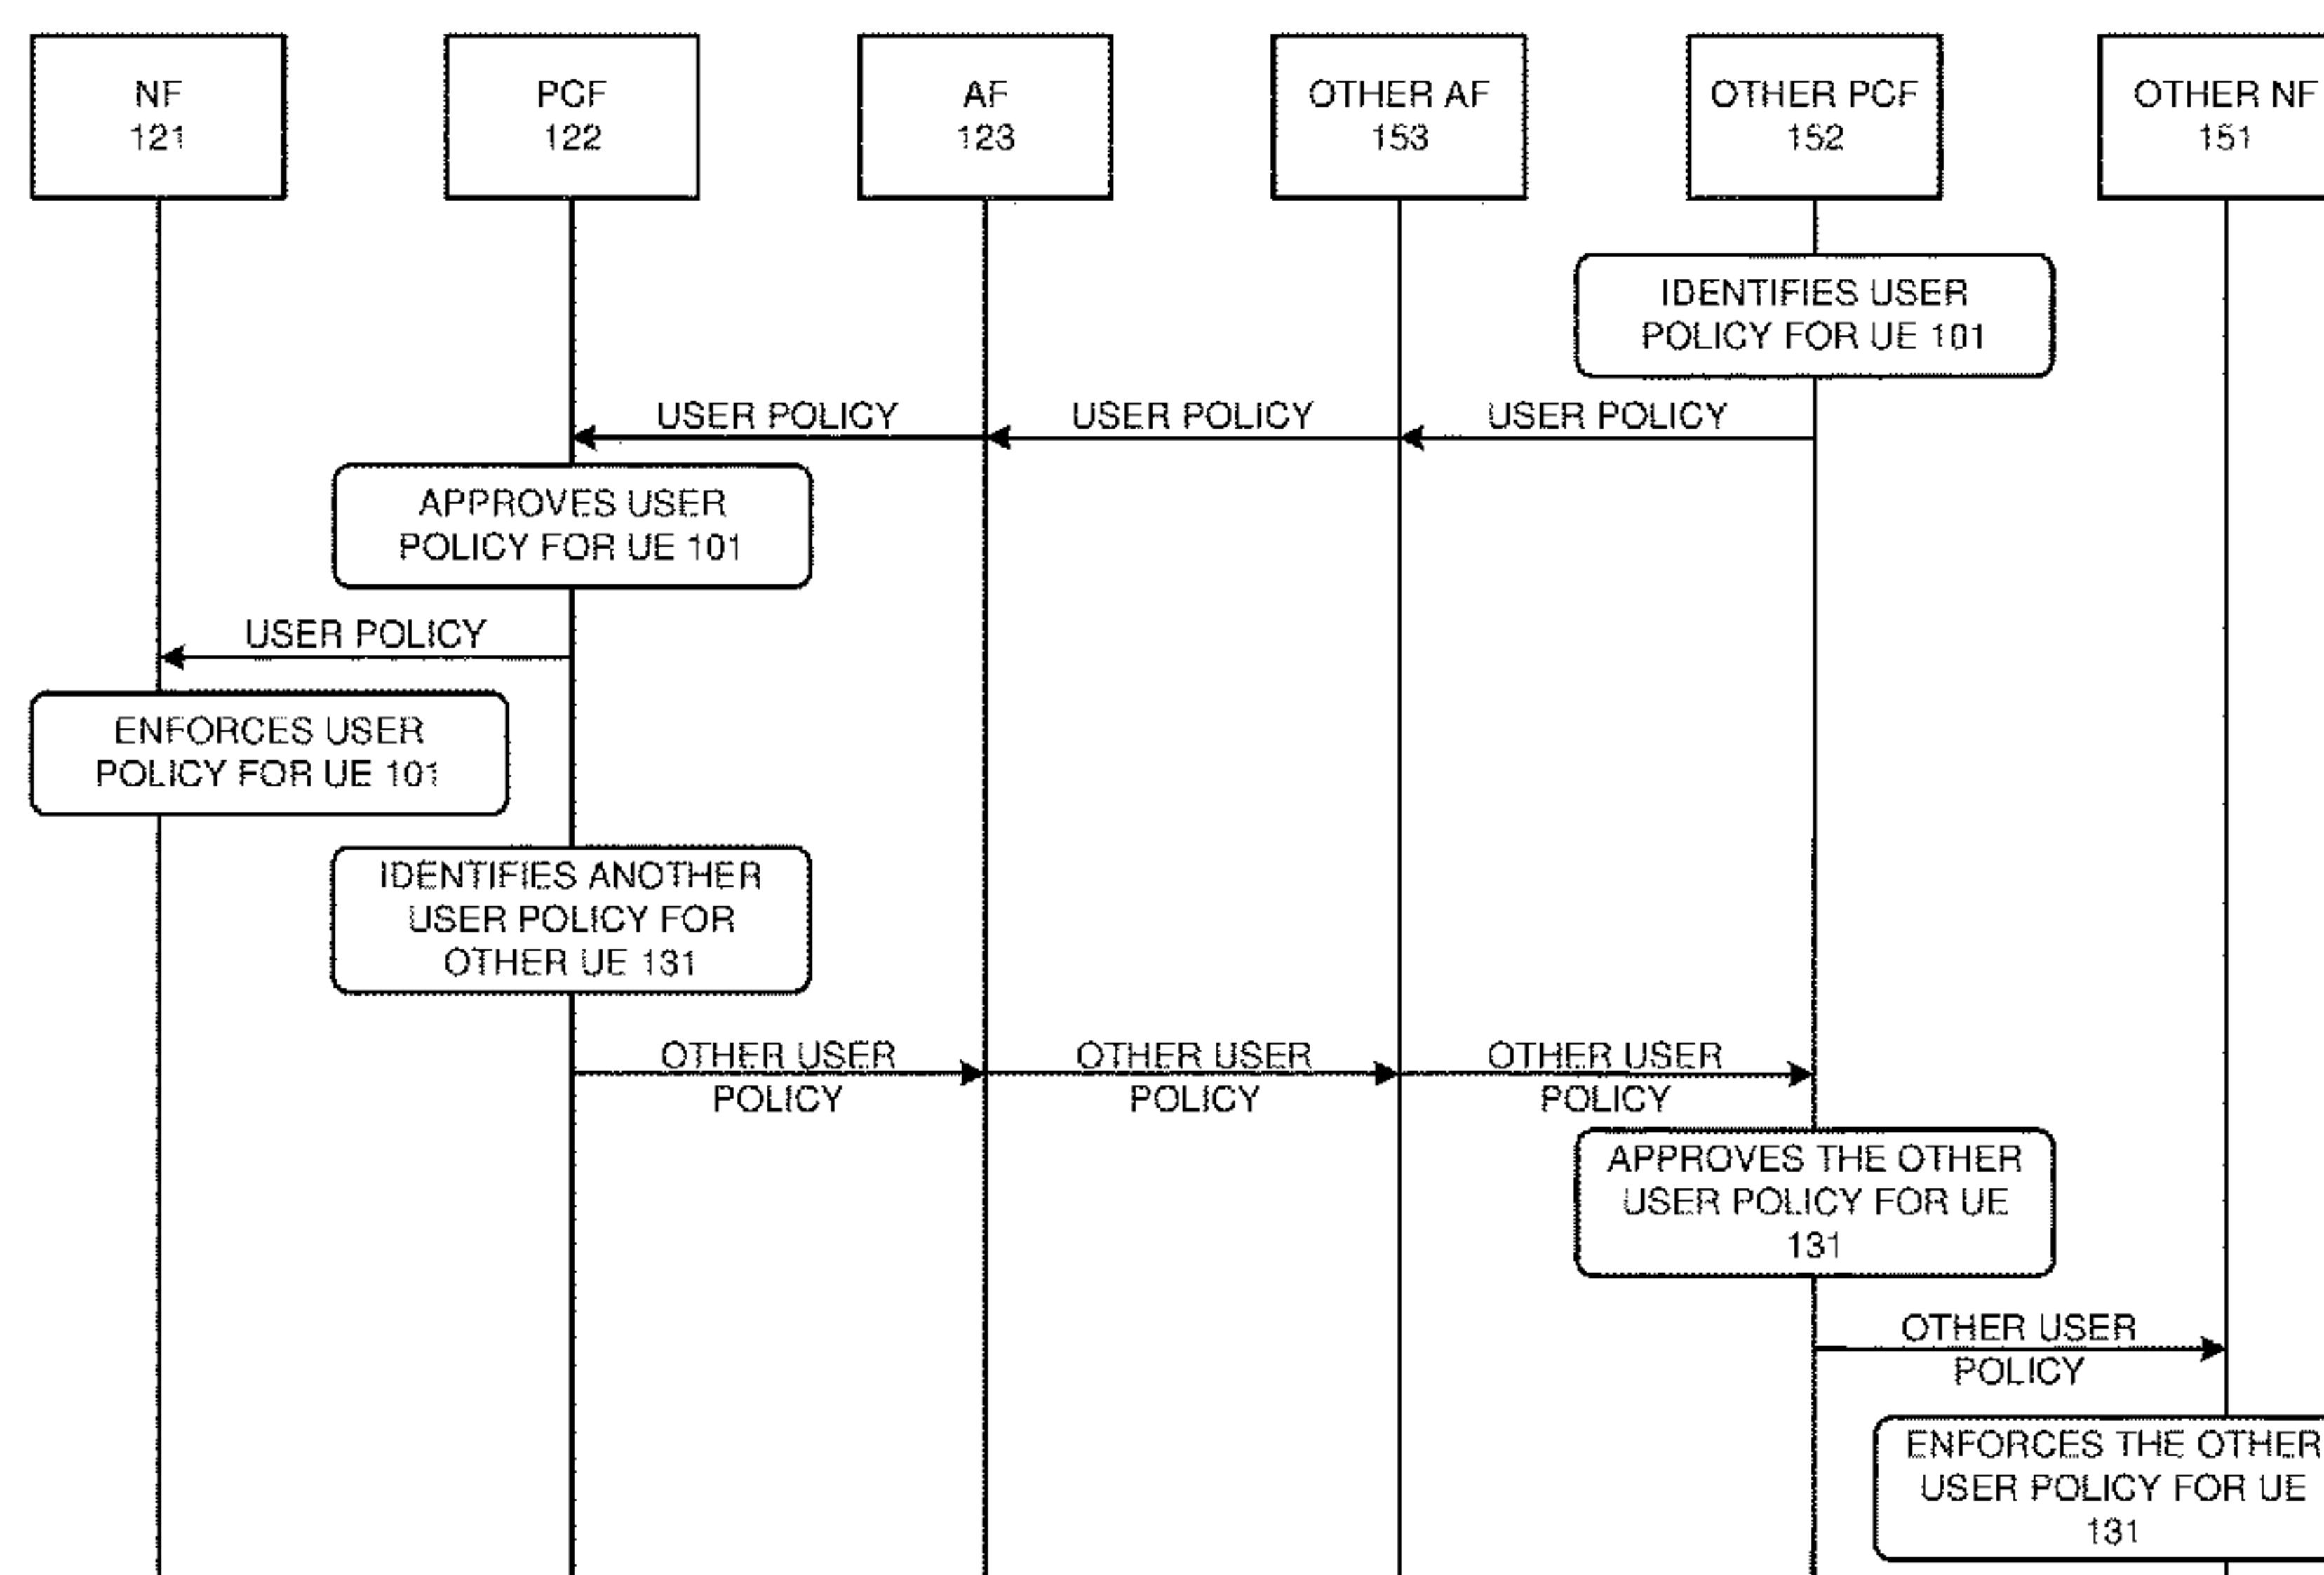 NF
121
PCF
122
AF
123
OTHER AF
153
OTHER PCF
152
OTHER NF
151
IDENTIFIES USER
POLICY FOR UE 101
USER POLICY
USER POLICY
USER POLICY
APPROVES USER
POLICY FOR UE 101
USER POLICY
ENFORCES USER
POLICY FOR UE 101
IDENTIFIES ANOTHER
USER POLICY FOR
OTHER UE 131
OTHER USER
POLICY
OTHER USER
POLICY
OTHER USER
POLICY
APPROVES THE OTHER
USER POLICY FOR UE
131
OTHER USER
POLICY
ENFORCES THE OTHER
USER POLICY FOR UE
131